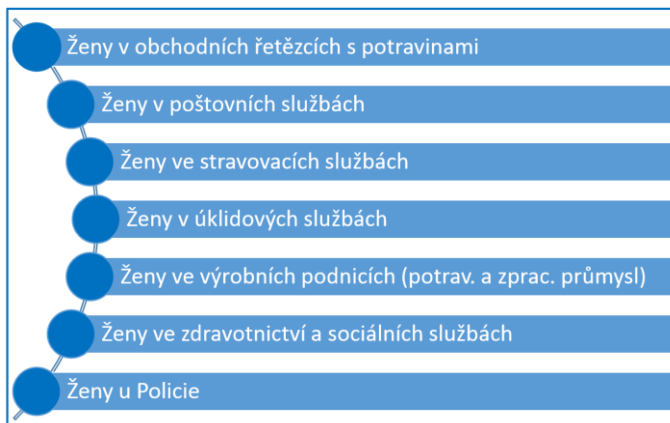 Ženy v obchodních řetězcích s potravinami
Ženy v poštovních službách
Ženy ve stravovacích službách
Ženy v úklidových službách
Ženy ve výrobních podnicích (potrav. a zprac. průmysl)
Ženy ve zdravotnictví a sociálních službách
Ženy u Policie